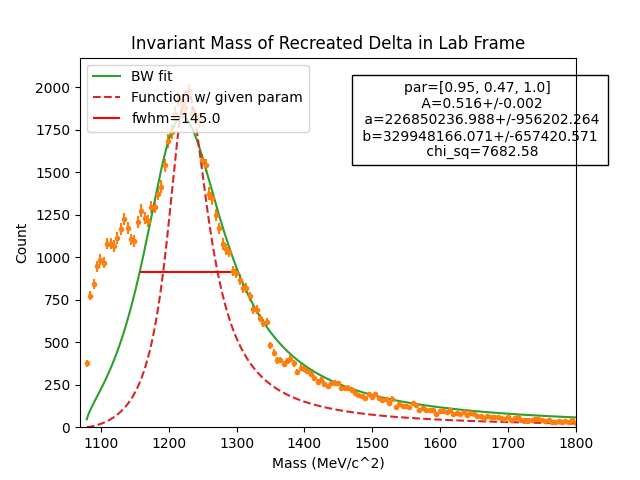 Invariant Mass of Recreated Delta in Lab Frame
BW fit
Function w/ given param
fwhm=145.0
par=[0.95, 0.47, 1.0]
A=0.516+/-0.002
a=226850236.988+/-956202.264
b=329948166.071+/-657420.571
chi_sq=7682.58
Count
2000
1750
1500
1250
1000
750
500
250
0
1100 1200 1300 1400 1500 1600 1700 1800
Mass (MeV/c^2)